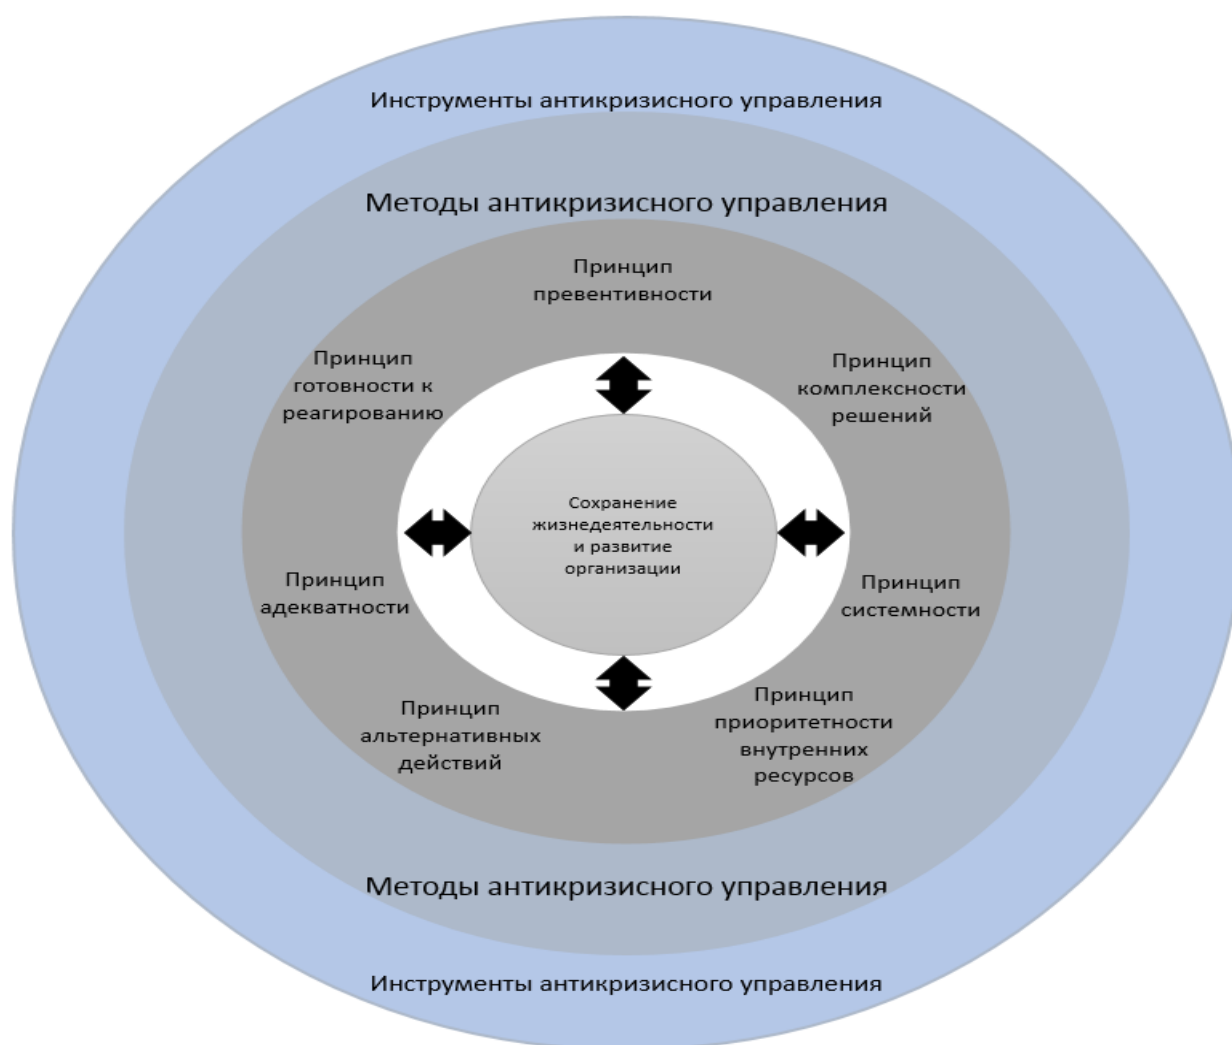 Инструменты антикризисного управления
Методы антикризисного управления
Принцип
превентивности
Принцип
готовности к
реагированию
Принцип
комплексности
решений
Сохранение
жизнедеятельности
и развитие
организации
Принцип
адекватности
Принцип
системности
Принцип
альтернативных
действий
Принцип
приоритетности
внутренних
ресурсов
Методы антикризисного управления
Инструменты антикризисного управления